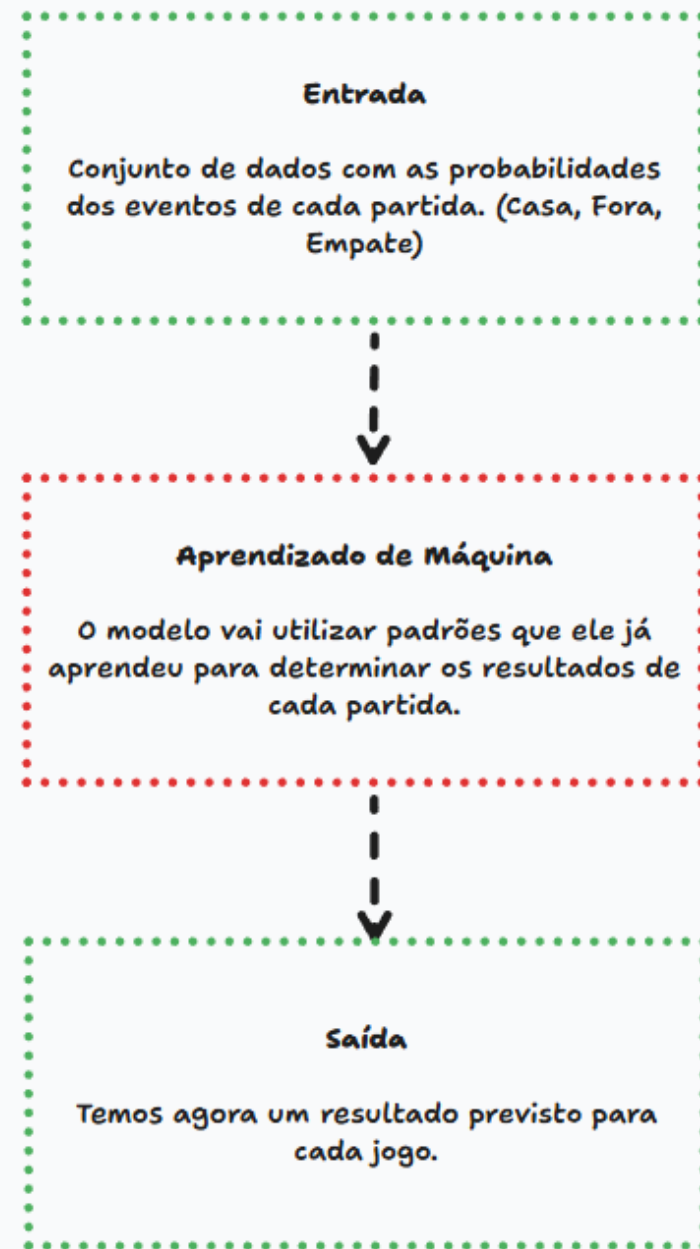 Entrada
Conjunto de dados com as probabilidades
dos eventos de cada partida. (Casa, Fora,
Empate)
Aprendizado de Máquina
O modelo vai utilizar padrões que ele já
aprendeu para determinar os resultados de
cada partida.
Saída
Temos agora um resultado previsto para
cada jogo.